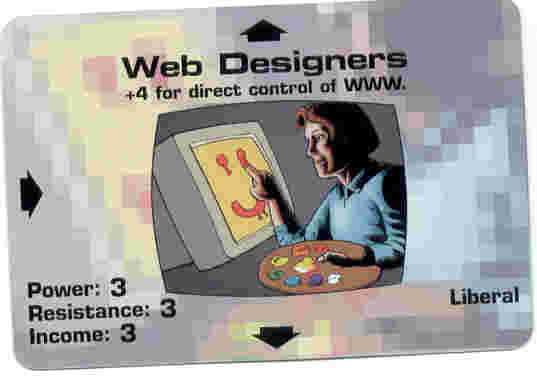 Web Designers
+4 for direct control of WWW.
Power: 3
Resistance: 3
Income: 3
Liberal